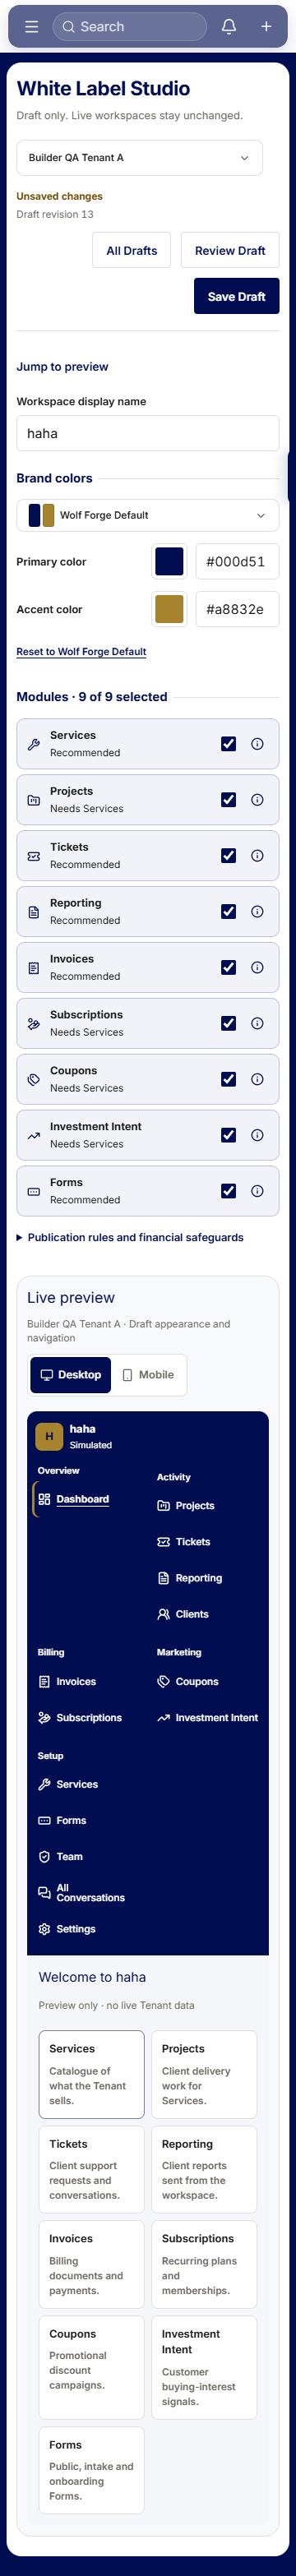 Search
White Label Studio
Draft only. Live workspaces stay unchanged.
Builder QA Tenant A
Unsaved changes
Draft revision 13
All Drafts
Review Draft
Save Draft
Jump to preview
Workspace display name
haha
Brand colors
Wolf Forge Default
Primary color
#000d51
Accent color
#a8832e
Reset to Wolf Forge Default
Modules · 9 of 9 selected
Services
Recommended
Projects
Needs Services
Tickets
Recommended
Reporting
Recommended
Invoices
Recommended
Subscriptions
Needs Services
Coupons
Needs Services
Investment Intent
Needs Services
Forms
Recommended
Publication rules and financial safeguards
Live preview
Builder QA Tenant A · Draft appearance and
navigation
Desktop
Mobile
H
haha
Simulated
Overview
Dashboard
Activity
Projects
Tickets
Reporting
Clients
Billing
Invoices
Subscriptions
Marketing
Coupons
Investment Intent
Setup
Services
Forms
Team
All
Conversations
Settings
Welcome to haha
Preview only · no live Tenant data
Services
Catalogue of
what the Tenant
sells.
Projects
Client delivery
work for
Services.
Tickets
Client support
requests and
conversations.
Reporting
Client reports
sent from the
workspace.
Invoices
Billing
documents and
payments.
Subscriptions
Recurring plans
and
memberships.
Coupons
Promotional
discount
campaigns.
Investment
Intent
Customer
buying-interest
signals.
Forms
Public, intake and
onboarding
Forms.